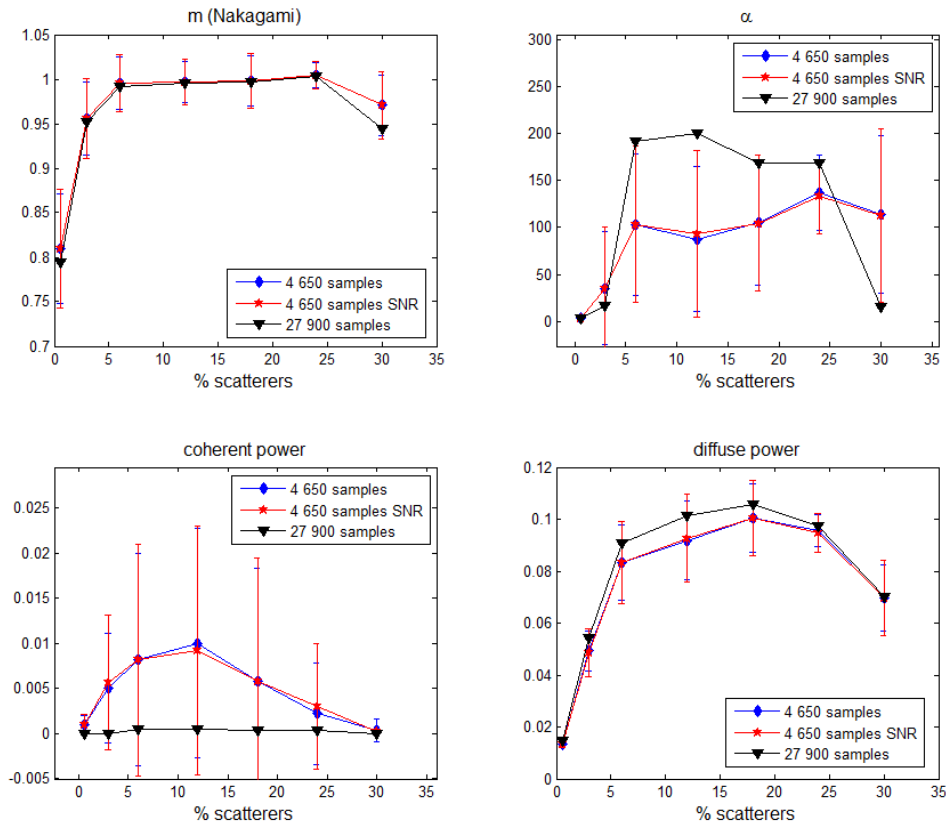 m (Nakagami)
1.05
1
0.95
0.9
0.85
0.8
0.75
0.7
4 650 samples
4 650 samples SNR
27 900 samples
0 5 10 15 20 25 30 35
% scatterers
α
300
250
200
150
100
50
0
4 650 samples
4 650 samples SNR
27 900 samples
0 5 10 15 20 25 30 35
% scatterers
coherent power
0.025
0.02
0.015
0.01
0.005
0
-0.005
4 650 samples
4 650 samples SNR
27 900 samples
0 5 10 15 20 25 30 35
% scatterers
diffuse power
0.12
0.1
0.08
0.06
0.04
0.02
0
4 650 samples
4 650 samples SNR
27 900 samples
0 5 10 15 20 25 30 35
% scatterers